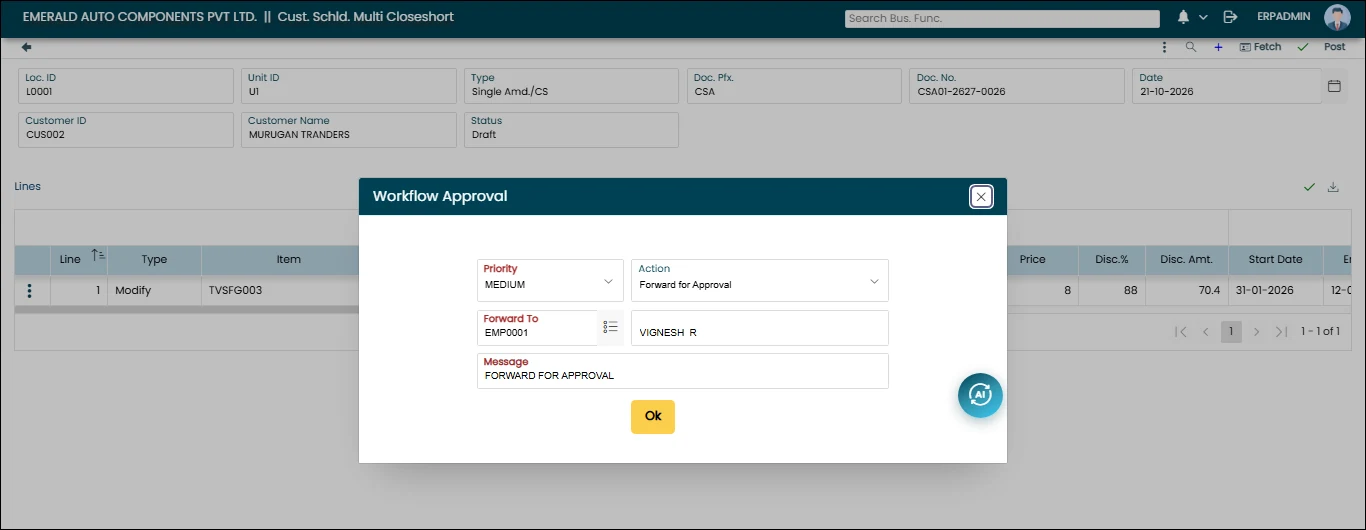 EMERALD AUTO COMPONENTS PVT LTD. || Cust. Schld. Multi Closeshort
Search Bus. Func.
ERPADMIN
Fetch
Post
Loc. ID
L0001
Unit ID
U1
Type
Single Amd./CS
Doc. Pfx.
CSA
Doc. No.
CSA01-2627-0026
Date
21-10-2026
Customer ID
CUS002
Customer Name
MURUGAN TRANDERS
Status
Draft
Lines
Workflow Approval
Priority
MEDIUM
Action
Forward for Approval
Forward To
EMP0001
VIGNESH R
Message
FORWARD FOR APPROVAL
Ok
AI
Line Type Item Price Disc.% Disc. Amt. Start Date
1 Modify TVSFG003 8 88 70.4 31-01-2026 12-0
1 1 - 1 of 1